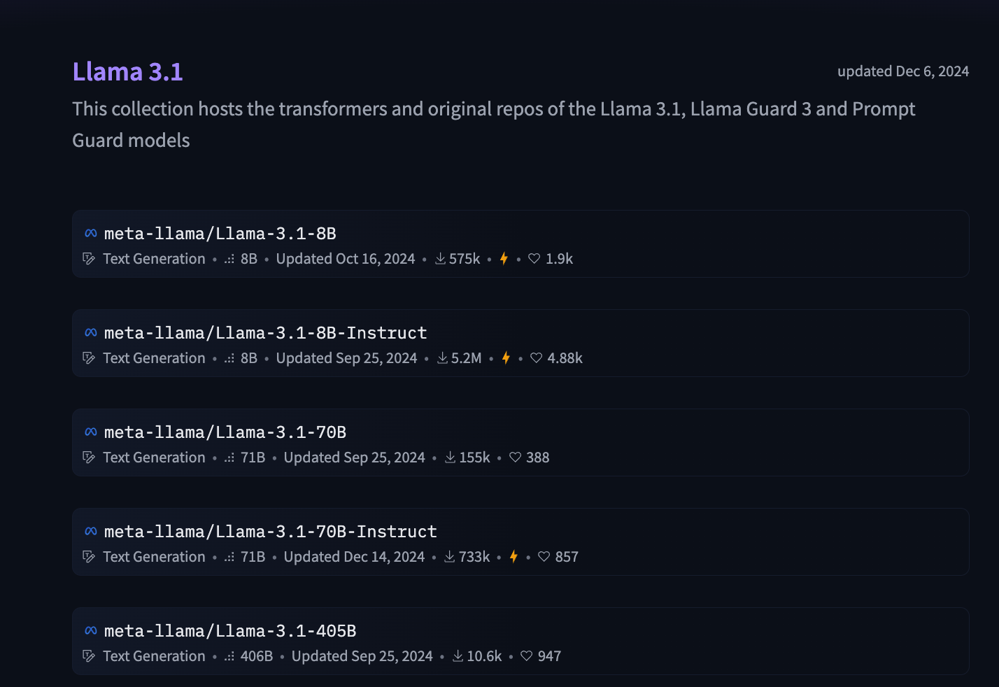 Llama 3.1
updated Dec 6, 2024
This collection hosts the transformers and original repos of the Llama 3.1, Llama Guard 3 and Prompt
Guard models
meta-llama/Llama-3.1-8B
Text Generation • 8B • Updated Oct 16, 2024 • 575k • • 1.9k
meta-llama/Llama-3.1-8B-Instruct
Text Generation • 8B • Updated Sep 25, 2024 • 5.2M • • 4.88k
meta-llama/Llama-3.1-70B
Text Generation • 71B • Updated Sep 25, 2024 • 155k • 388
meta-llama/Llama-3.1-70B-Instruct
Text Generation • 71B • Updated Dec 14, 2024 • 733k • • 857
meta-llama/Llama-3.1-405B
Text Generation • 406B • Updated Sep 25, 2024 • 10.6k • 947